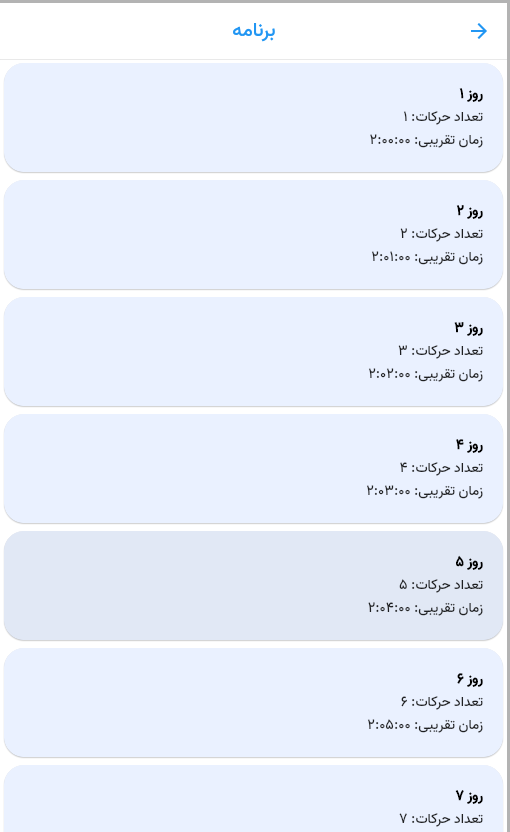 برنامه
روز ۱
تعداد حرکات: ۱
زمان تقریبی: ۲:۰۰:۰۰
روز ۲
تعداد حرکات: ۲
زمان تقریبی: ۲:۰۱:۰۰
روز ۳
تعداد حرکات: ۳
زمان تقریبی: ۲:۰۲:۰۰
روز ۴
تعداد حرکات: ۴
زمان تقریبی: ۲:۰۳:۰۰
روز ۵
تعداد حرکات: ۵
زمان تقریبی: ۲:۰۴:۰۰
روز ۶
تعداد حرکات: ۶
زمان تقریبی: ۲:۰۵:۰۰
روز ۷
تعداد حرکات: ۷